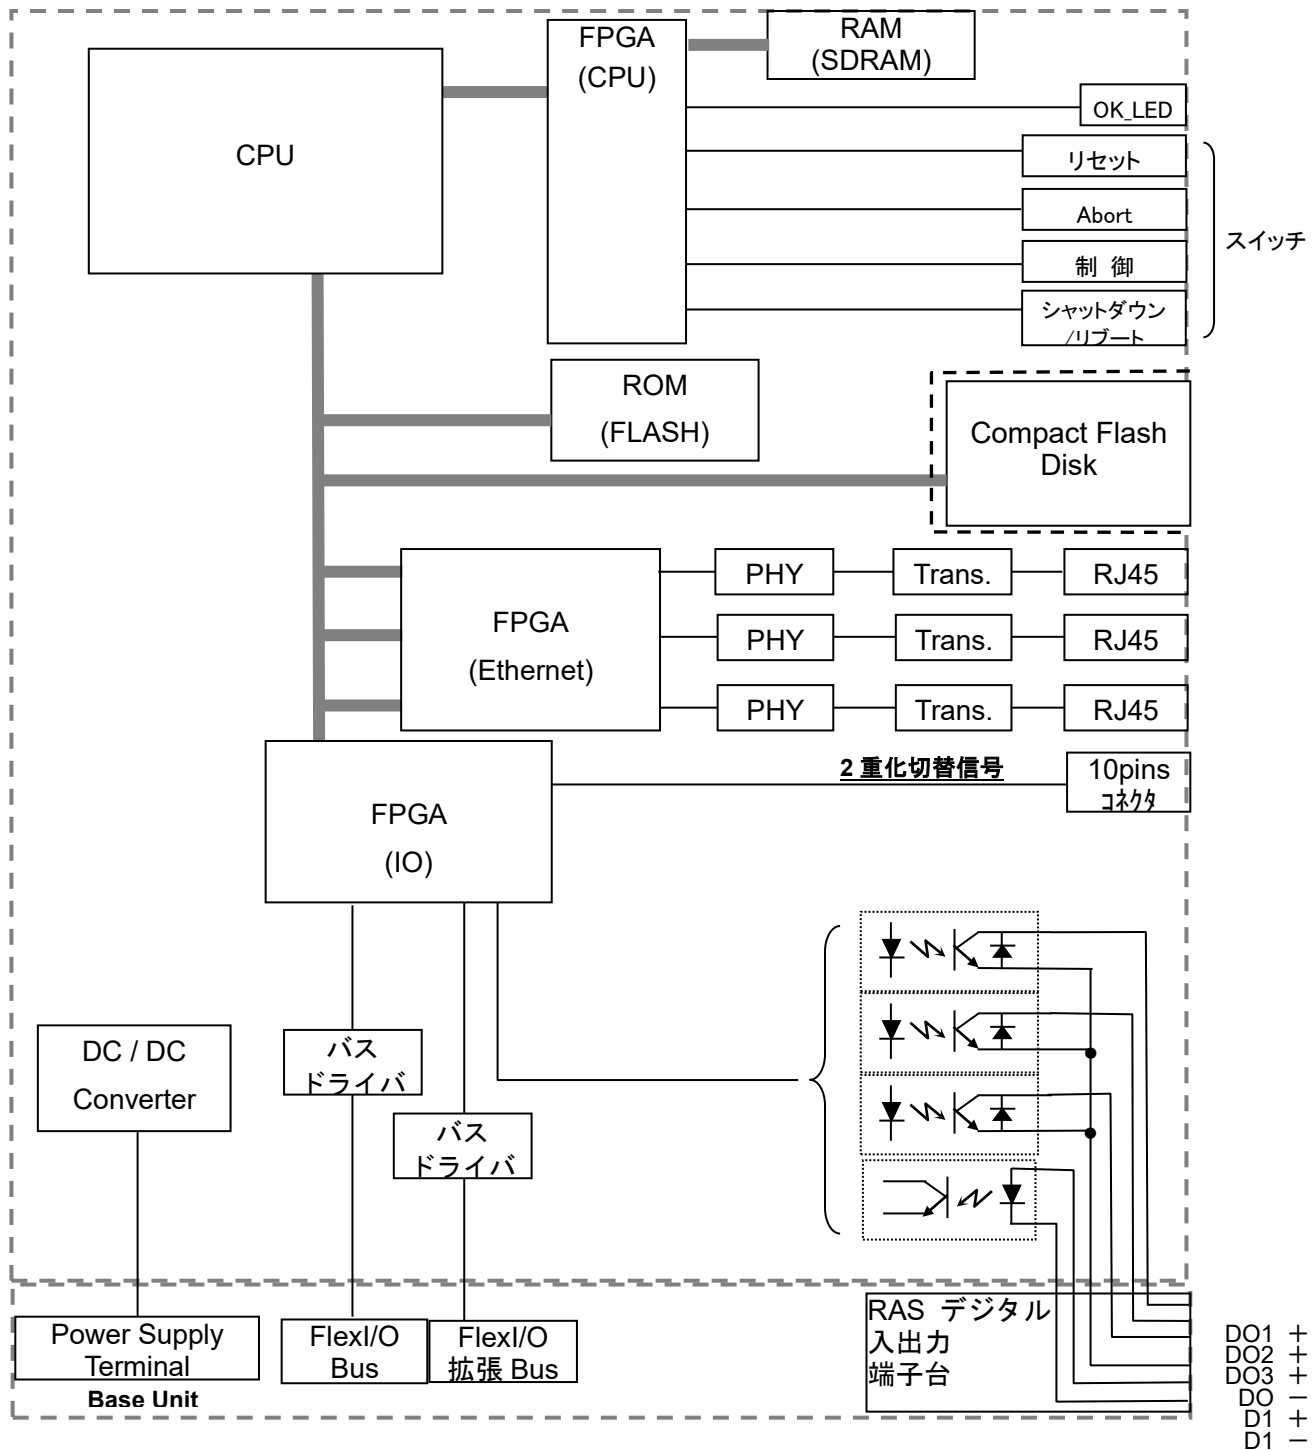 RAM
(SDRAM)
FPGA
(CPU)
CPU
OK_LED
リセット
Abort
制 御
シャットダウン
/リブート
スイッチ
ROM
(FLASH)
Compact Flash
Disk
FPGA
(Ethernet)
PHY
Trans.
RJ45
PHY
Trans.
RJ45
PHY
Trans.
RJ45
2 重化切替信号
10pins
コネクタ
FPGA
(IO)
DC / DC
Converter
バス
ドライバ
バス
ドライバ
Power Supply
Terminal
Base Unit
FlexI/O
Bus
FlexI/O
拡張 Bus
RAS デジタル
入出力
端子台
DO1 +
DO2 +
DO3 +
DO −
D1 +
D1 −